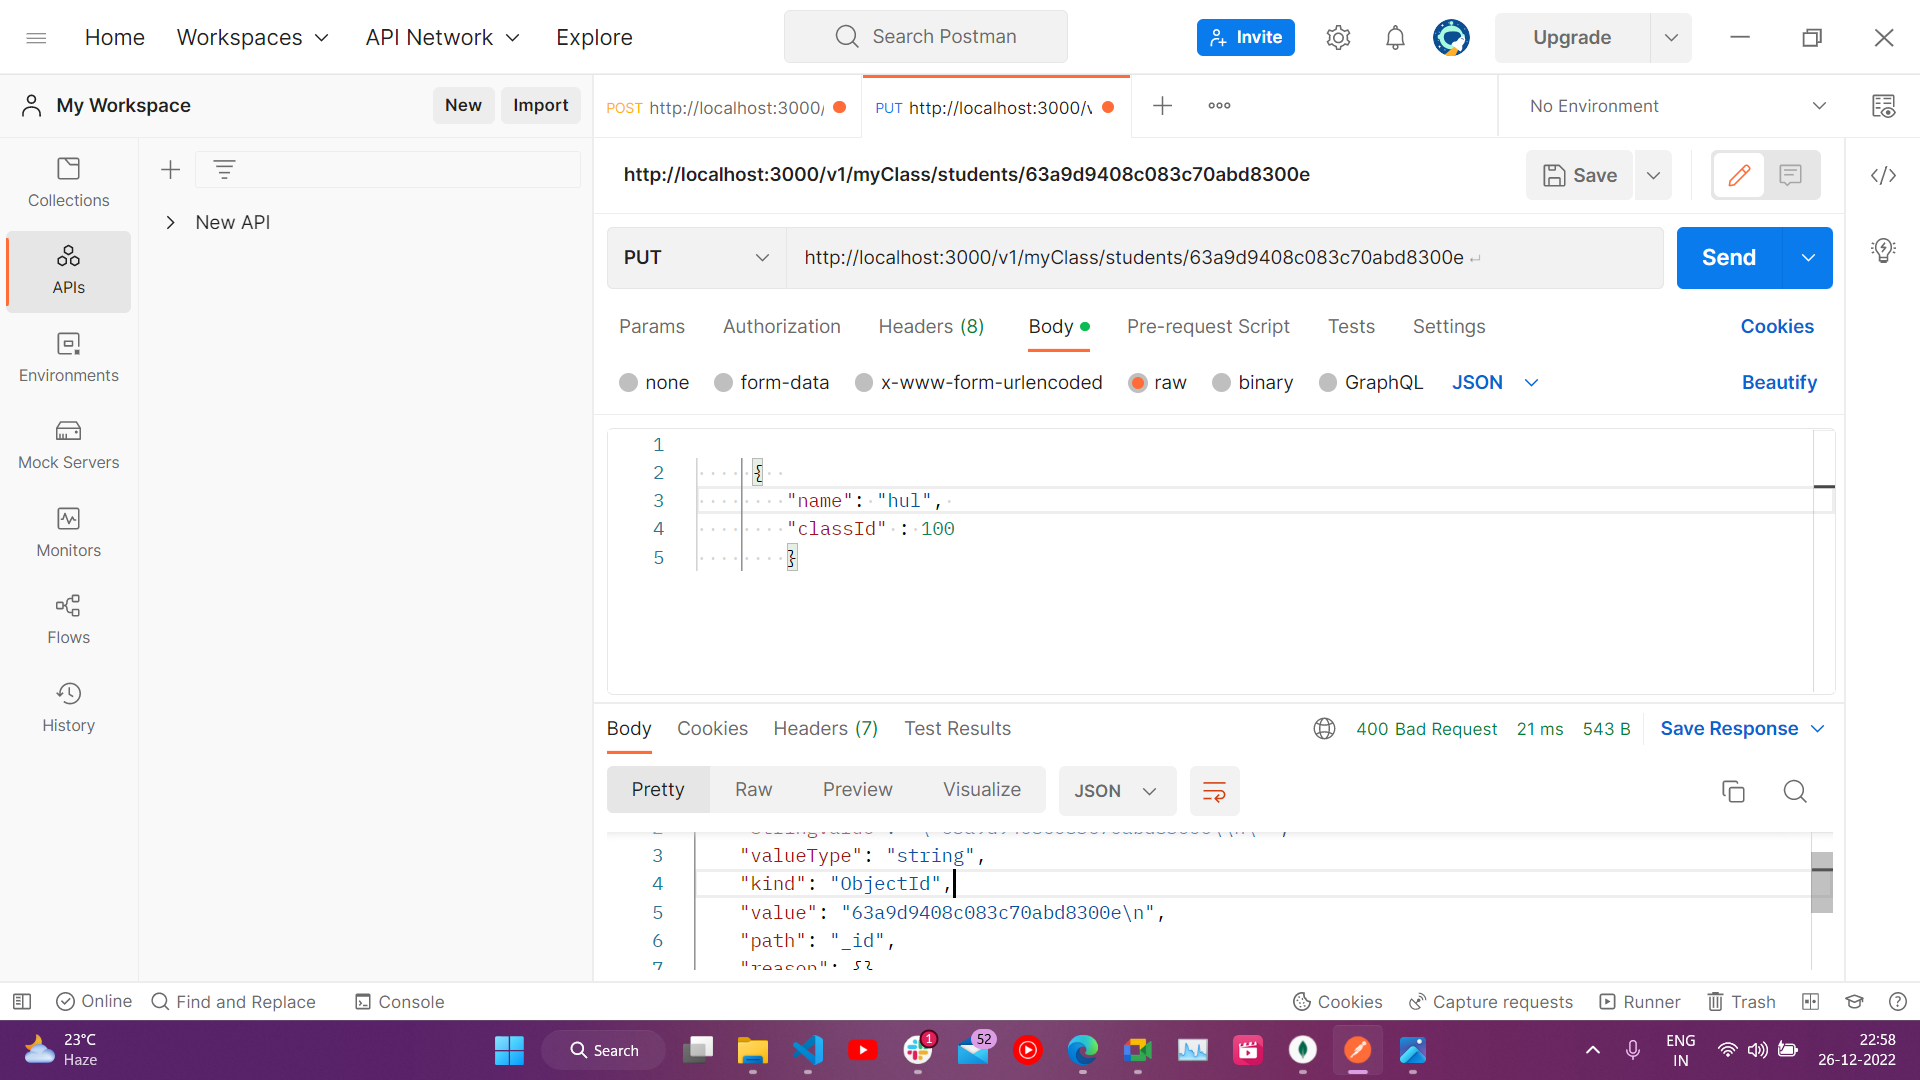 Home
Workspaces
API Network
Explore
Search Postman
Invite
Upgrade
My Workspace
New
Import
POST http://localhost:3000/
PUT http://localhost:3000/v
No Environment
Collections
APIs
Environments
Mock Servers
Monitors
Flows
History
New API
http://localhost:3000/v1/myClass/students/63a9d9408c083c70abd8300e
Save
PUT
http://localhost:3000/v1/myClass/students/63a9d9408c083c70abd8300e
Send
Params
Authorization
Headers (8)
Body
Pre-request Script
Tests
Settings
Cookies
none
form-data
x-www-form-urlencoded
raw
binary
GraphQL
JSON
Beautify
1
2 {
3 "name": "hul",
4 "classId" : 100
5 }
Body
Cookies
Headers (7)
Test Results
400 Bad Request
21 ms
543 B
Save Response
Pretty
Raw
Preview
Visualize
JSON
3 "valueType": "string",
4 "kind": "ObjectId",
5 "value": "63a9d9408c083c70abd8300e\n",
6 "path": "_id",
7 "reason": {}
Online
Find and Replace
Console
Cookies
Capture requests
Runner
Trash
23°C
Haze
Search
1
52
ENG
IN
22:58
26-12-2022